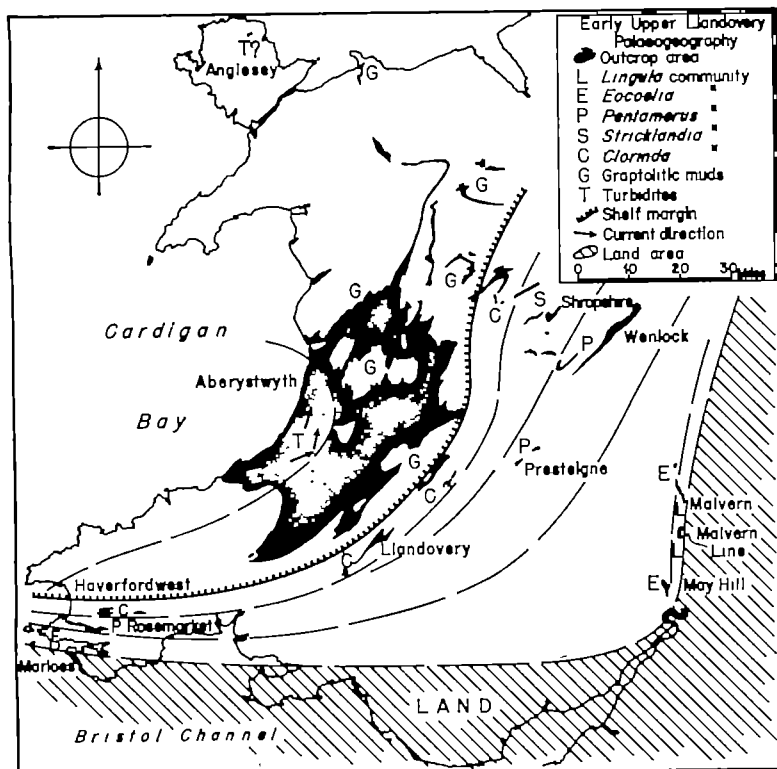 Early Upper Llandovery
Palaeogeography
Outcrop area
L Lingula community
E Eocoelia "
P Pentamerus "
S Stricklandia "
C Clorinda "
G Graptolitic muds
T Turbidites
Shelf margin
Current direction
Land area
0 10 20 30
miles
T?
Anglesey
G
G
G
G
C
S
Shropshire
P
Wenlock
Cardigan
Bay
G
Aberystwyth
T
G
C
P
Presteigne
E
Malvern
L
Malvern
Line
L
E
May Hill
Llandovery
C
Haverfordwest
C
P Rosemarket
E
Marloes
LAND
Bristol Channel